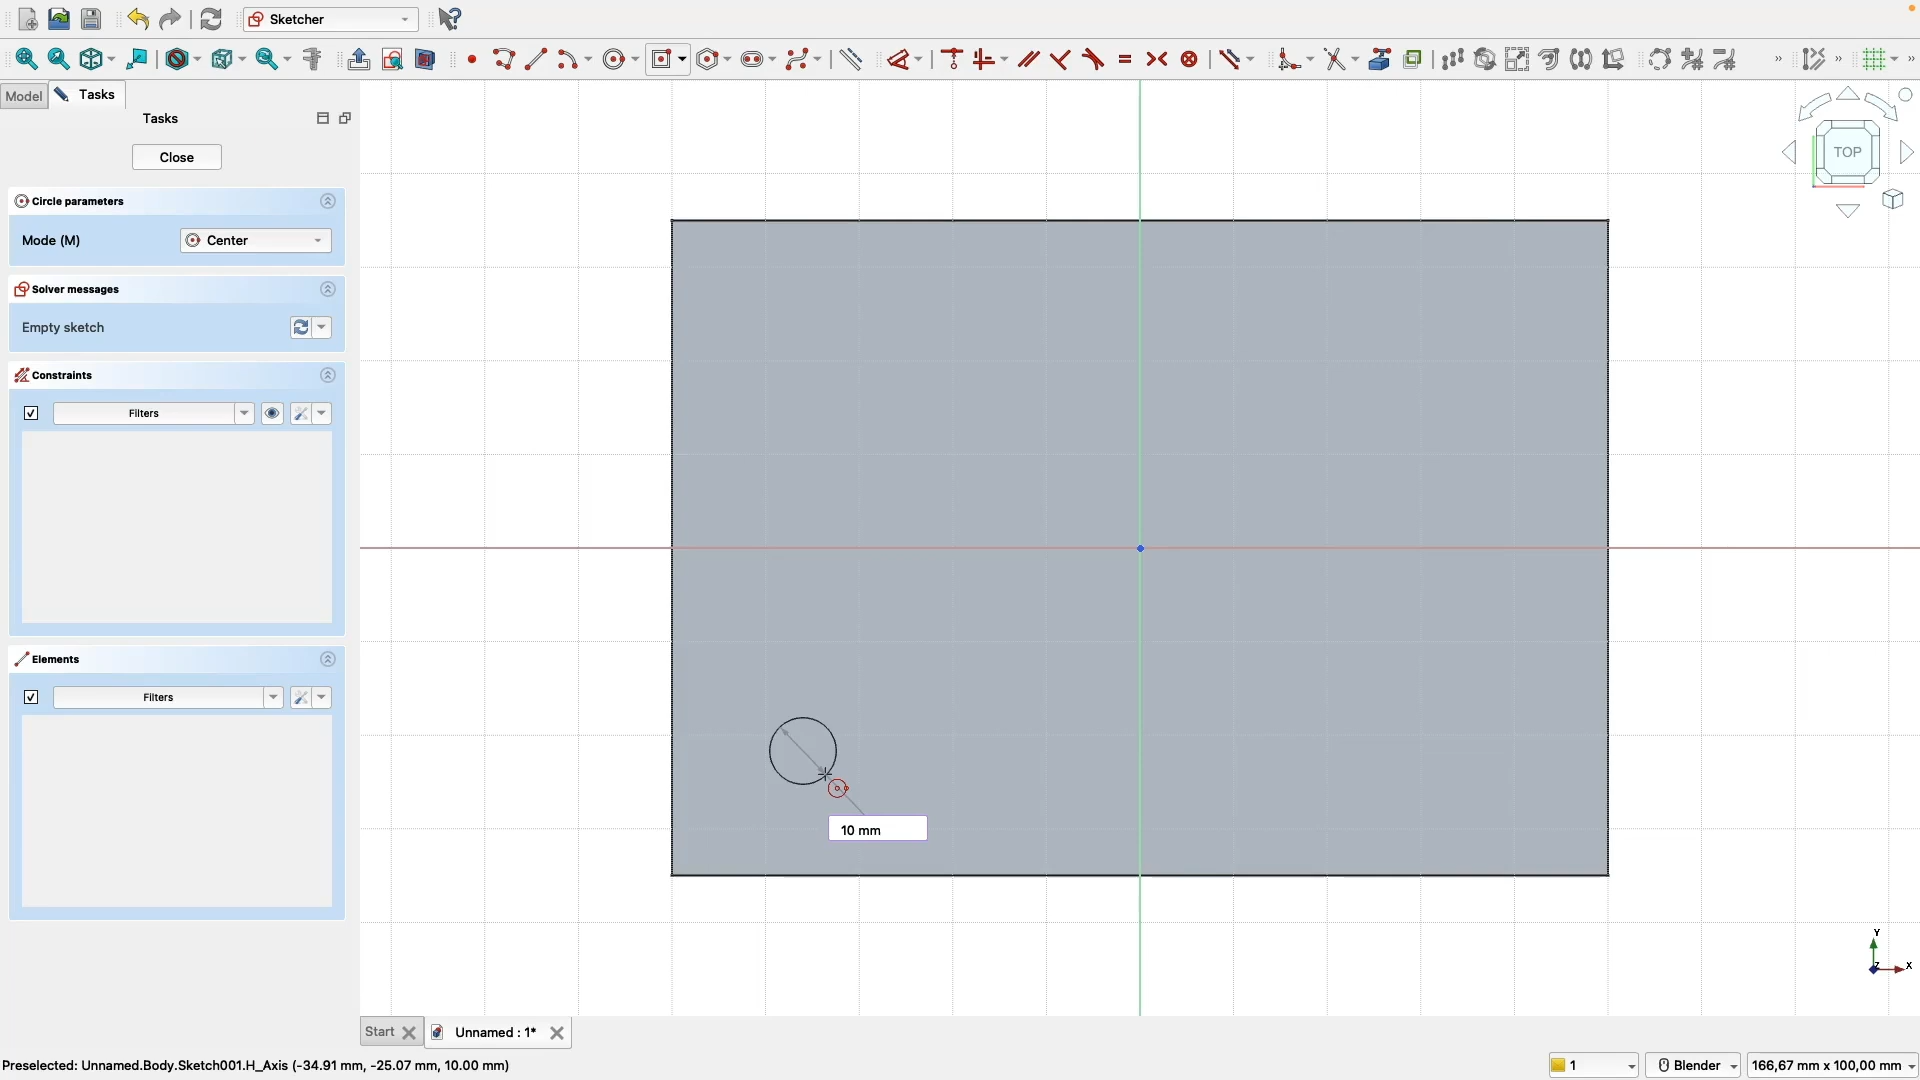 Sketcher
Model
Tasks
Tasks
Close
Circle parameters
Mode (M)
Center
Solver messages
Empty sketch
Constraints
Filters
Elements
Filters
TOP
10 mm
Y
Z
X
Start
Unnamed : 1*
Preselected: Unnamed.Body.Sketch001.H_Axis (-34.91 mm, -25.07 mm, 10.00 mm)
1
Blender
166,67 mm x 100,00 mm